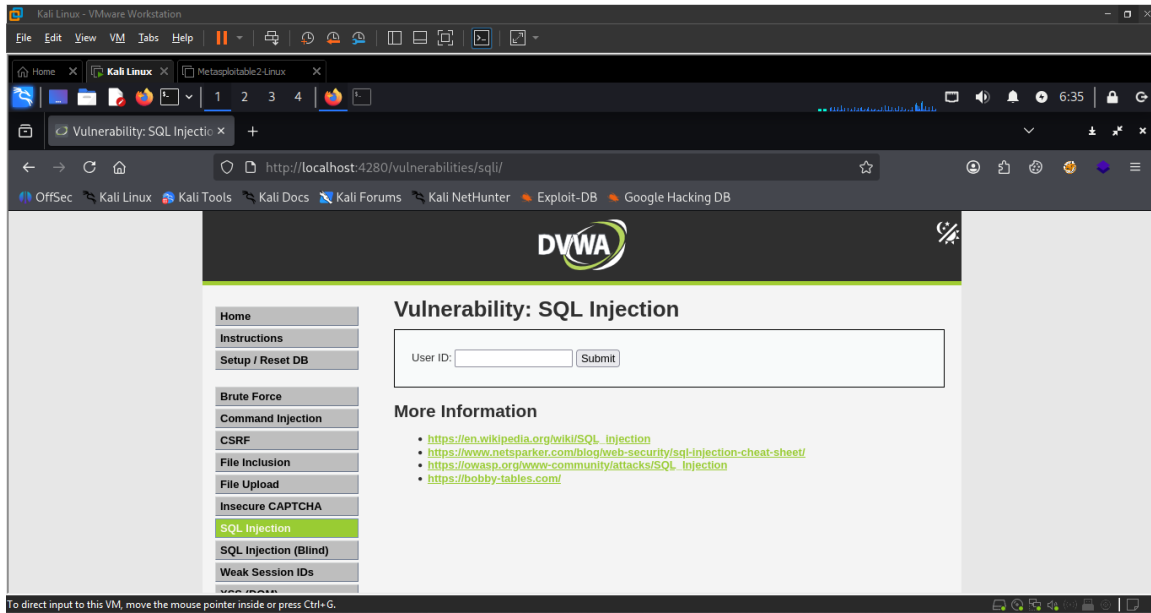 Kali Linux - VMware Workstation
File Edit View VM Tabs Help
Home Kali Linux Metasploitable2-Linux
1 2 3 4 6:35
Vulnerability: SQL Injectio
http://localhost:4280/vulnerabilities/sqli/
OffSec Kali Linux Kali Tools Kali Docs Kali Forums Kali NetHunter Exploit-DB Google Hacking DB
DVWA
Home
Instructions
Setup / Reset DB
Brute Force
Command Injection
CSRF
File Inclusion
File Upload
Insecure CAPTCHA
SQL Injection
SQL Injection (Blind)
Weak Session IDs
XSS (DOM)
Vulnerability: SQL Injection
User ID: Submit
More Information
https://en.wikipedia.org/wiki/SQL_injection
https://www.netsparker.com/blog/web-security/sql-injection-cheat-sheet/
https://owasp.org/www-community/attacks/SQL_Injection
https://bobby-tables.com/
To direct input to this VM, move the mouse pointer inside or press Ctrl+G.